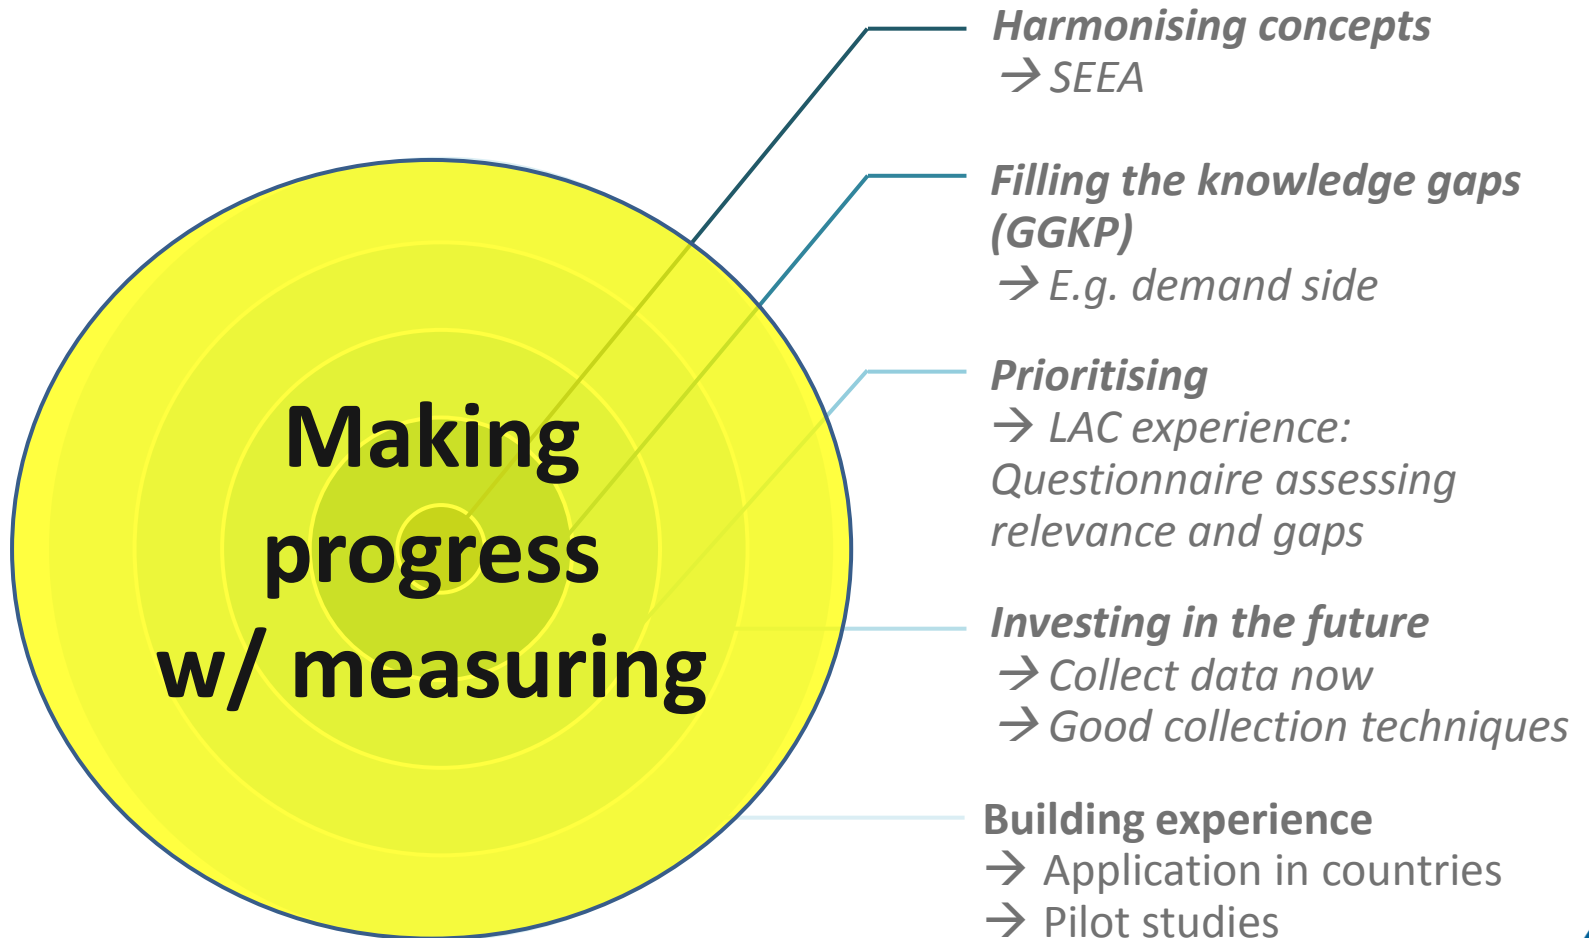 Making
progress
w/ measuring
Harmonising concepts
→ SEEA
Filling the knowledge gaps
(GGKP)
→ E.g. demand side
Prioritising
→ LAC experience:
Questionnaire assessing
relevance and gaps
Investing in the future
→ Collect data now
→ Good collection techniques
Building experience
→ Application in countries
→ Pilot studies